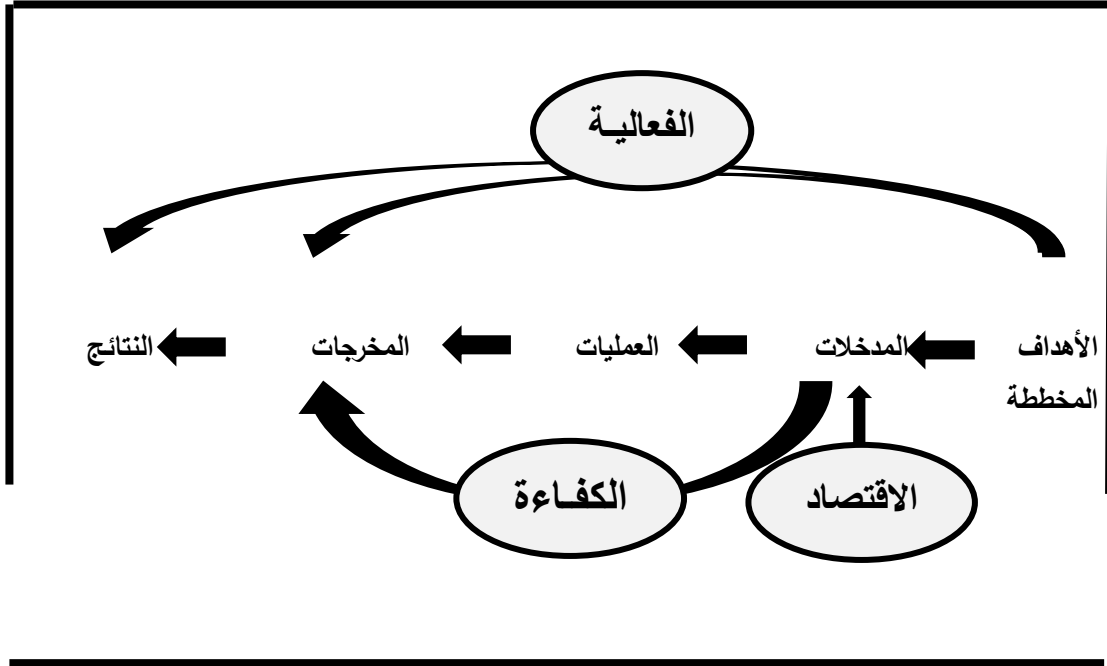 الفعاليـة
الأهداف المخططة
المدخلات
العمليات
المخرجات
النتائج
الكفـاءة
الاقتصاد